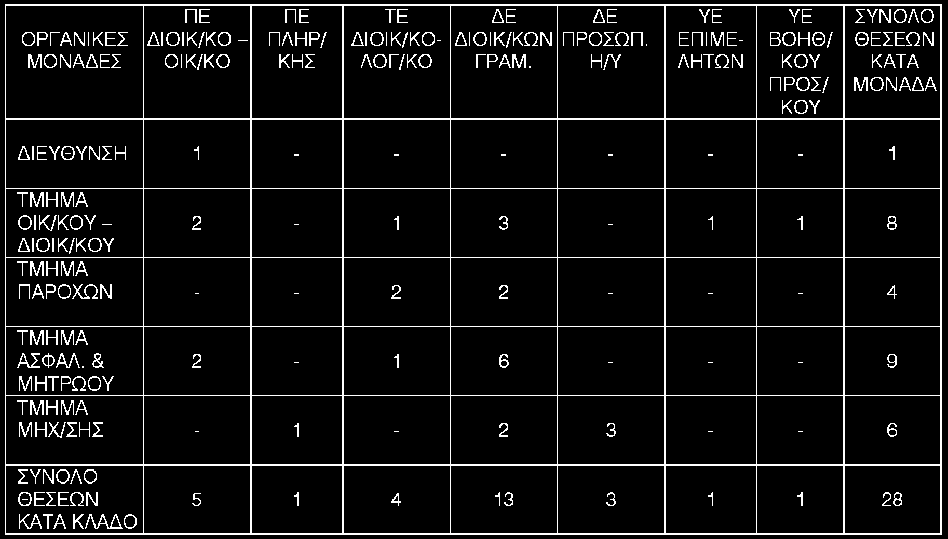 ΟΡΓΑΝΙΚΕΣ ΜΟΝΑΔΕΣ | ΠΕ ΔΙΟΙΚ/ΚΟ – ΟΙΚ/ΚΟ | ΠΕ ΠΛΗΡ/ΚΗΣ | ΤΕ ΔΙΟΙΚ/ΚΟ-ΛΟΓ/ΚΟ | ΔΕ ΔΙΟΙΚ/ΚΩΝ ΓΡΑΜ. | ΔΕ ΠΡΟΣΩΠ. Η/Υ | ΥΕ ΕΠΙΜΕ-ΛΗΤΩΝ | ΥΕ ΒΟΗΘ/ΚΟΥ ΠΡΟΣ/ΚΟΥ | ΣΥΝΟΛΟ ΘΕΣΕΩΝ ΚΑΤΑ ΜΟΝΑΔΑ
ΔΙΕΥΘΥΝΣΗ | 1 | - | - | - | - | - | - | 1
ΤΜΗΜΑ ΟΙΚ/ΚΟΥ – ΔΙΟΙΚ/ΚΟΥ | 2 | - | 1 | 3 | - | 1 | 1 | 8
ΤΜΗΜΑ ΠΑΡΟΧΩΝ | - | - | 2 | 2 | - | - | - | 4
ΤΜΗΜΑ ΑΣΦΑΛ. & ΜΗΤΡΩΟΥ | 2 | - | 1 | 6 | - | - | - | 9
ΤΜΗΜΑ ΜΗΧ/ΣΗΣ | - | 1 | - | 2 | 3 | - | - | 6
ΣΥΝΟΛΟ ΘΕΣΕΩΝ ΚΑΤΑ ΚΛΑΔΟ | 5 | 1 | 4 | 13 | 3 | 1 | 1 | 28